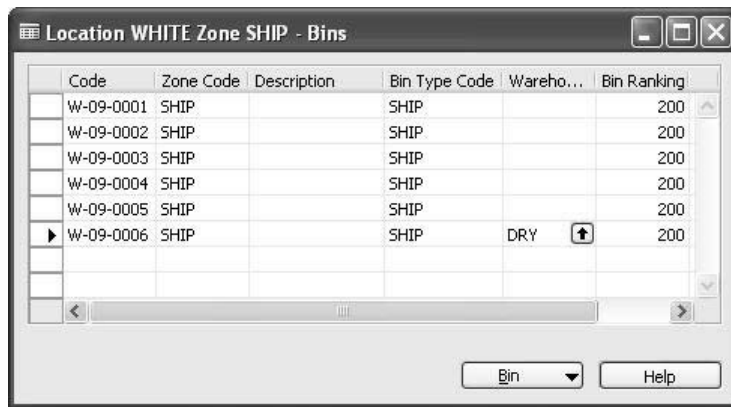 Location WHITE Zone SHIP - Bins
Code Zone Code Description Bin Type Code Wareho... Bin Ranking
W-09-0001 SHIP SHIP 200
W-09-0002 SHIP SHIP 200
W-09-0003 SHIP SHIP 200
W-09-0004 SHIP SHIP 200
W-09-0005 SHIP SHIP 200
W-09-0006 SHIP SHIP DRY 200
Bin Help